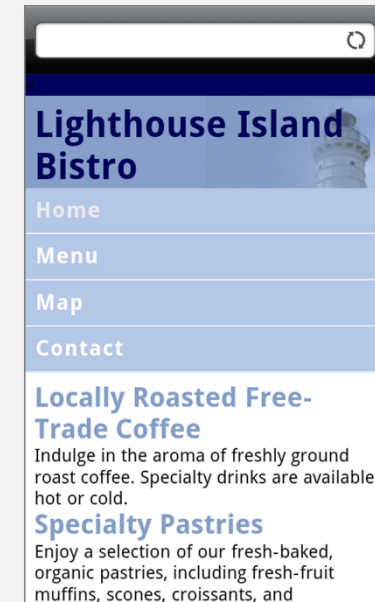 Lighthouse Island
Bistro
Home
Menu
Map
Contact
Locally Roasted Free-
Trade Coffee
Indulge in the aroma of freshly ground
roast coffee. Specialty drinks are available
hot or cold.
Specialty Pastries
Enjoy a selection of our fresh-baked,
organic pastries, including fresh-fruit
muffins, scones, croissants, and